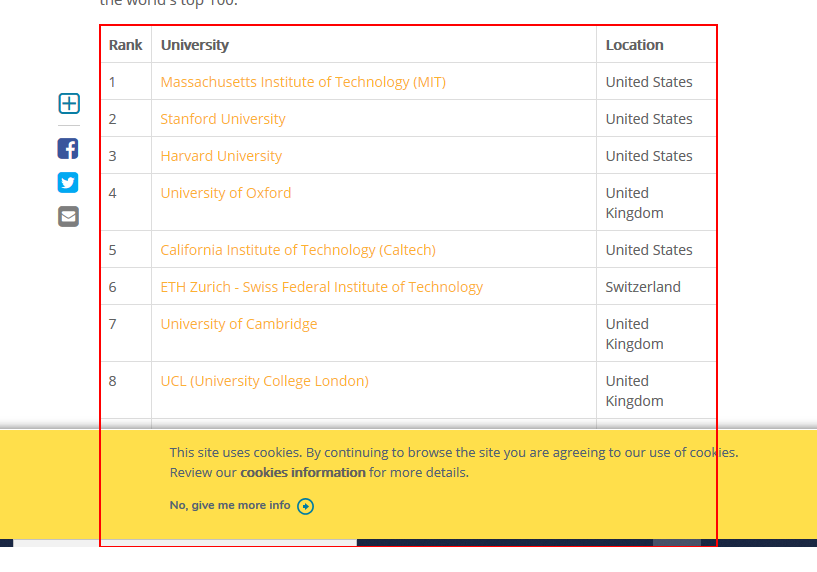 the world's top 100.
Rank University Location
1 Massachusetts Institute of Technology (MIT) United States
2 Stanford University United States
3 Harvard University United States
4 University of Oxford United
Kingdom
5 California Institute of Technology (Caltech) United States
6 ETH Zurich - Swiss Federal Institute of Technology Switzerland
7 University of Cambridge United
Kingdom
8 UCL (University College London) United
Kingdom
This site uses cookies. By continuing to browse the site you are agreeing to our use of cookies.
Review our cookies information for more details.
No, give me more info